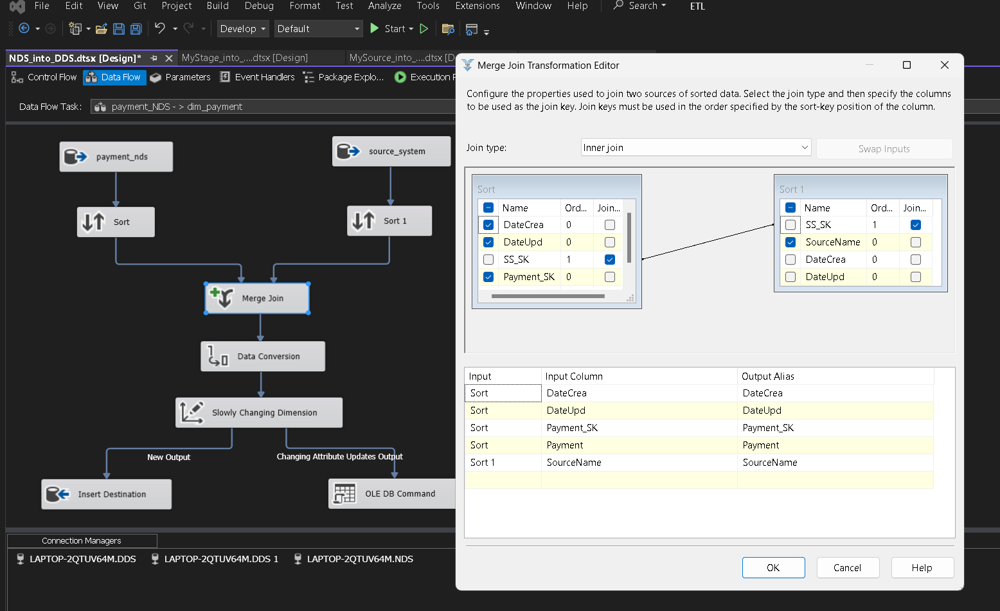 File Edit View Git Project Build Debug Format Test Analyze Tools Extensions Window Help Search ETL
Develop Default Start
NDS_into_DDS.dtsx [Design]* MyStage_into_....dtsx [Design] MySource_into_....dtsx [D
Control Flow Data Flow Parameters Event Handlers Package Explo... Execution
Data Flow Task: payment_NDS - > dim_payment
payment_nds
source_system
Sort
Sort 1
Merge Join
Data Conversion
Slowly Changing Dimension
New Output
Changing Attribute Updates Output
Insert Destination
OLE DB Command
Connection Managers
LAPTOP-2QTUV64M.DDS LAPTOP-2QTUV64M.DDS 1 LAPTOP-2QTUV64M.NDS
Merge Join Transformation Editor
Configure the properties used to join two sources of sorted data. Select the join type and then specify the columns
to be used as the join key. Join keys must be used in the order specified by the sort-key position of the column.
Join type: Inner join Swap Inputs
Sort
Name Ord... Join...
DateCrea 0
DateUpd 0
SS_SK 1
Payment_SK 0
Sort 1
Name Ord... Join...
SS_SK 1
SourceName 0
DateCrea 0
DateUpd 0
Input Input Column Output Alias
Sort DateCrea DateCrea
Sort DateUpd DateUpd
Sort Payment_SK Payment_SK
Sort Payment Payment
Sort 1 SourceName SourceName
OK Cancel Help